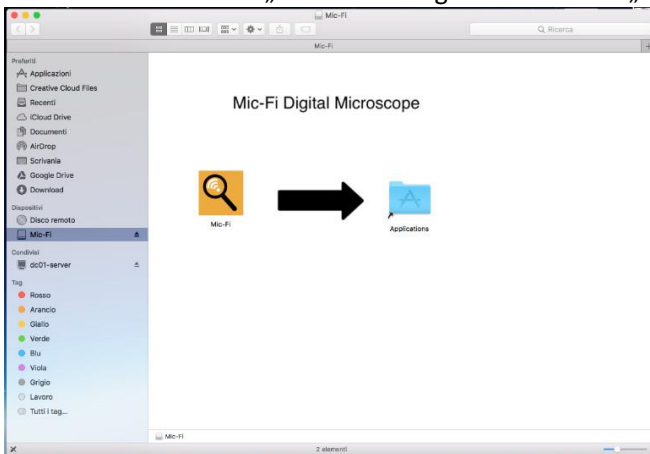 Mic-Fi
Ricerca
Mic-Fi
Preferiti
Applicazioni
Creative Cloud Files
Recenti
iCloud Drive
Documenti
AirDrop
Scrivania
Google Drive
Download
Dispositivi
Disco remoto
Mic-Fi
Condivisi
dc01-server
Tag
Rosso
Arancio
Giallo
Verde
Blu
Viola
Grigio
Lavoro
Tutti i tag...
Mic-Fi Digital Microscope
Mic-Fi
Applications
Mic-Fi
2 elementi